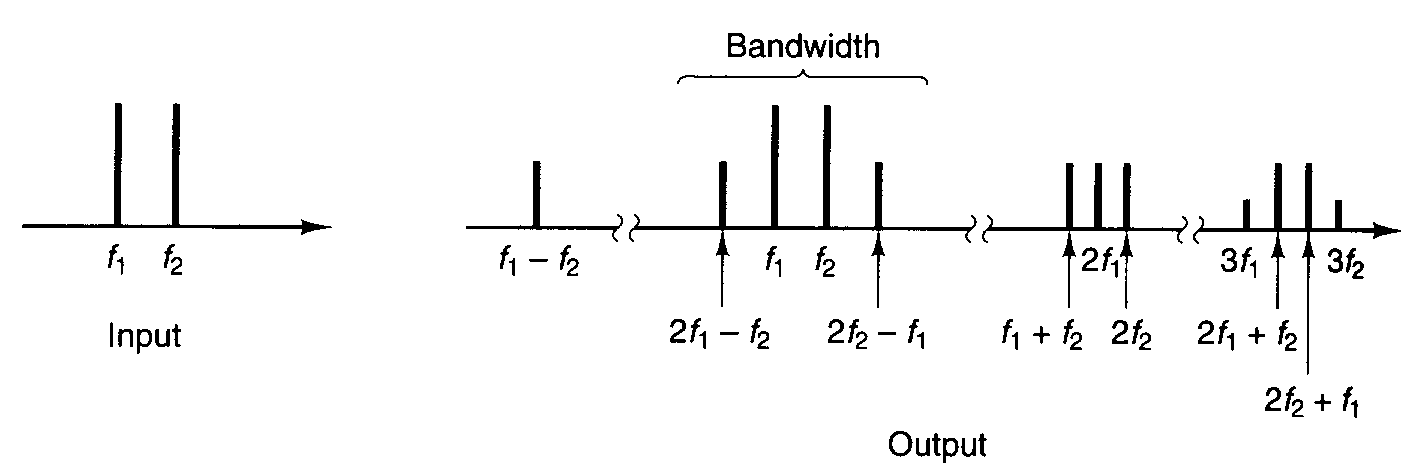 Bandwidth
f₁ f₂
f₁ – f₂ f₁ f₂ 2f₁ 3f₁ 3f₂
2f₁ – f₂ 2f₂ – f₁ f₁ + f₂ 2f₂ 2f₁ + f₂
Input
2f₂ + f₁
Output